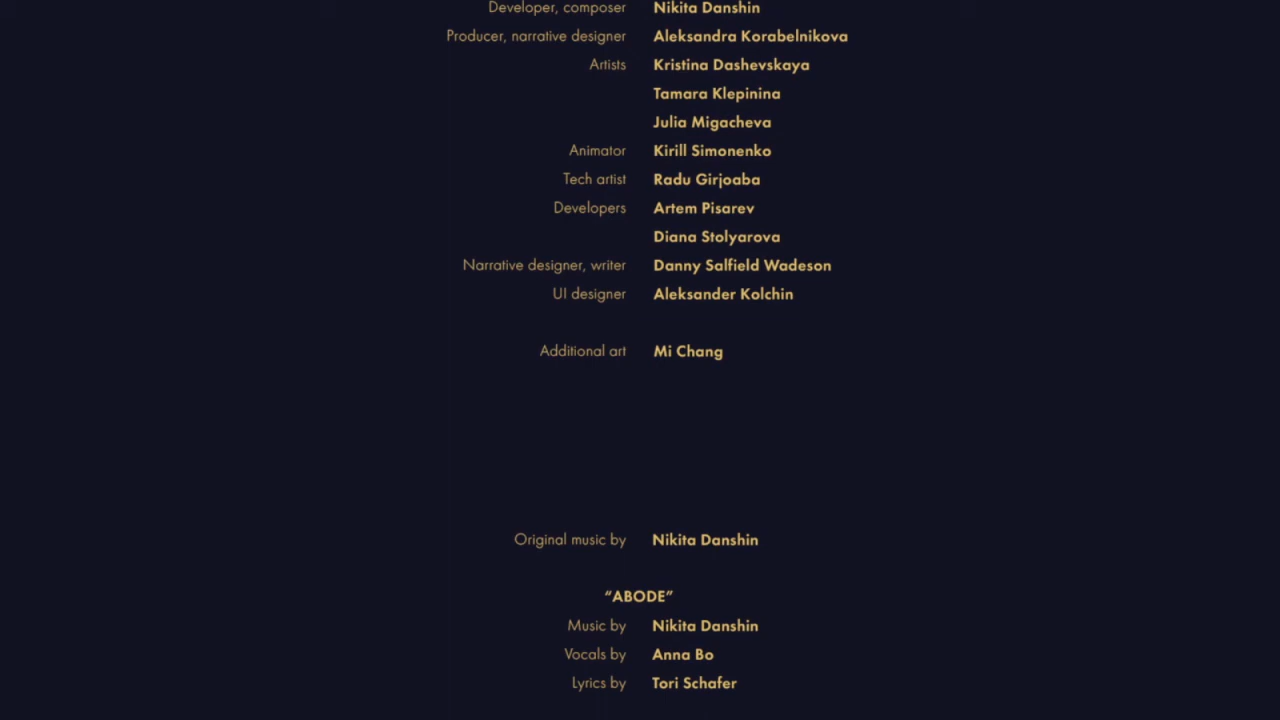 Developer, composer Nikita Danshin
Producer, narrative designer Aleksandra Korabelnikova
Artists Kristina Dashevskaya
Tamara Klepinina
Julia Migacheva
Animator Kirill Simonenko
Tech artist Radu Girjoaba
Developers Artem Pisarev
Diana Stolyarova
Narrative designer, writer Danny Salfield Wadeson
UI designer Aleksander Kolchin
Additional art Mi Chang
Original music by Nikita Danshin
“ABODE”
Music by Nikita Danshin
Vocals by Anna Bo
Lyrics by Tori Schafer